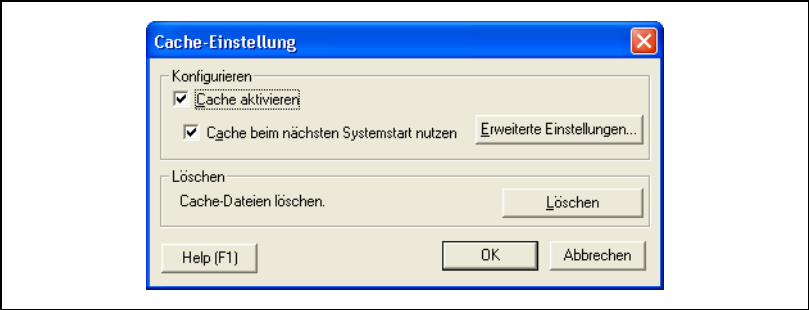 Cache-Einstellung
Konfigurieren
Cache aktivieren
Cache beim nächsten Systemstart nutzen
Erweiterte Einstellungen...
Löschen
Cache-Dateien löschen.
Löschen
Help (F1)
OK
Abbrechen